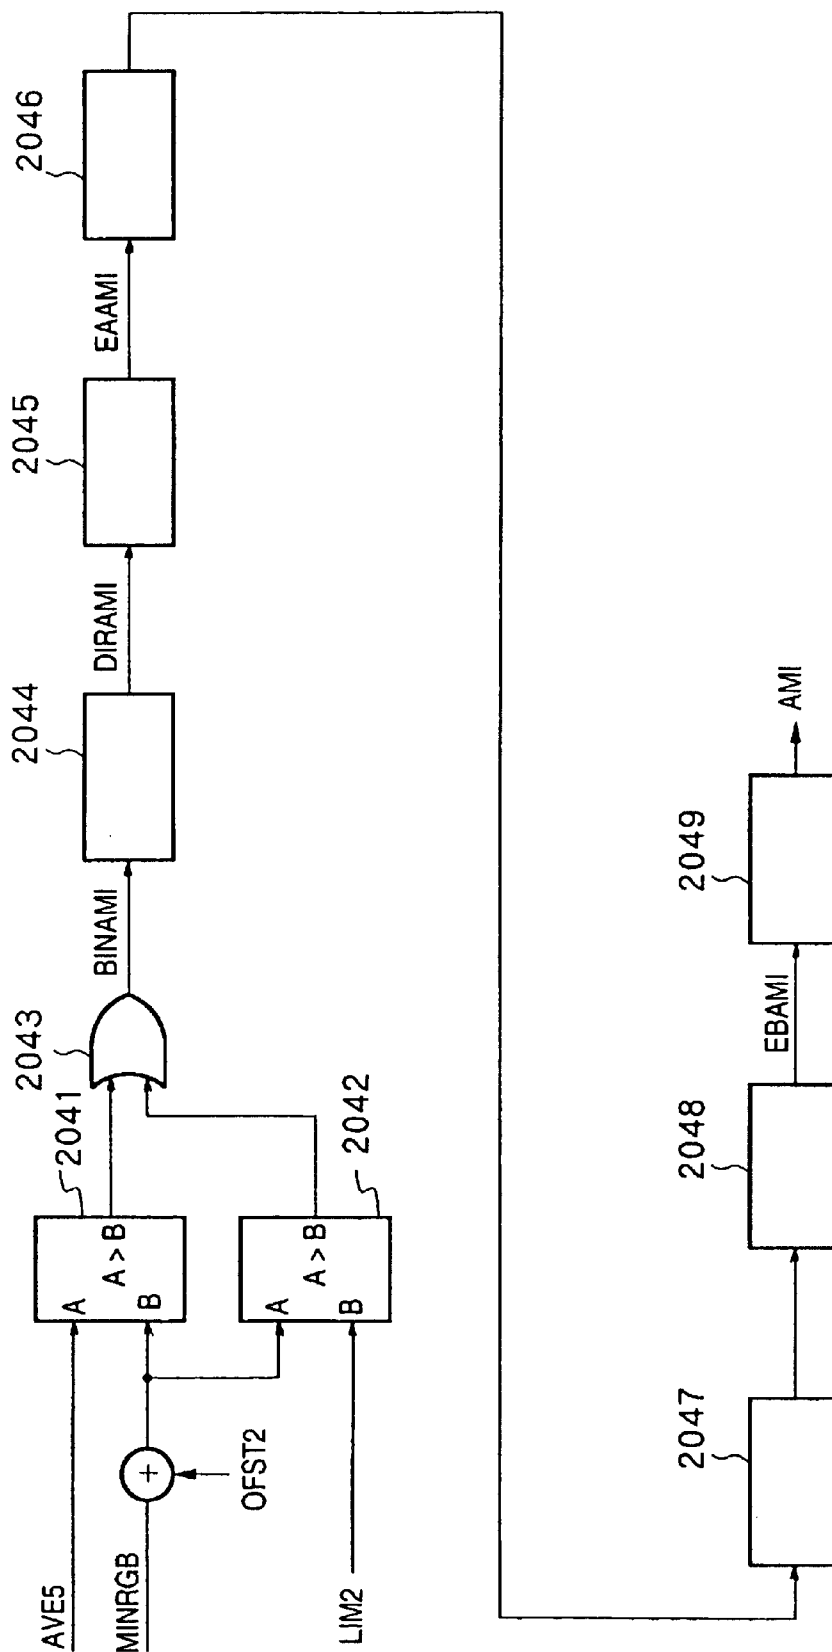 AVE5
MINRGB
+
OFST2
LIM2
A
A > B
B
2041
A
A > B
B
2042
2043
BINAMI
2044
DIRAMI
2045
EAAMI
2046
2047
2048
EBAMI
2049
AMI